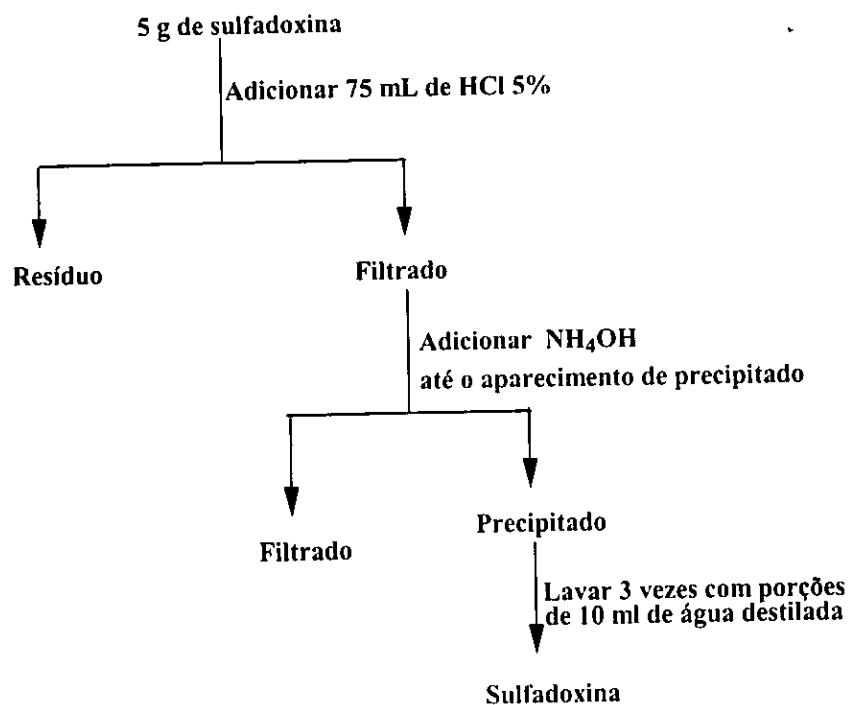 5 g de sulfadoxina
Adicionar 75 mL de HCl 5%
Resíduo
Filtrado
Adicionar NH₄OH
até o aparecimento de precipitado
Filtrado
Precipitado
Lavar 3 vezes com porções
de 10 ml de água destilada
Sulfadoxina